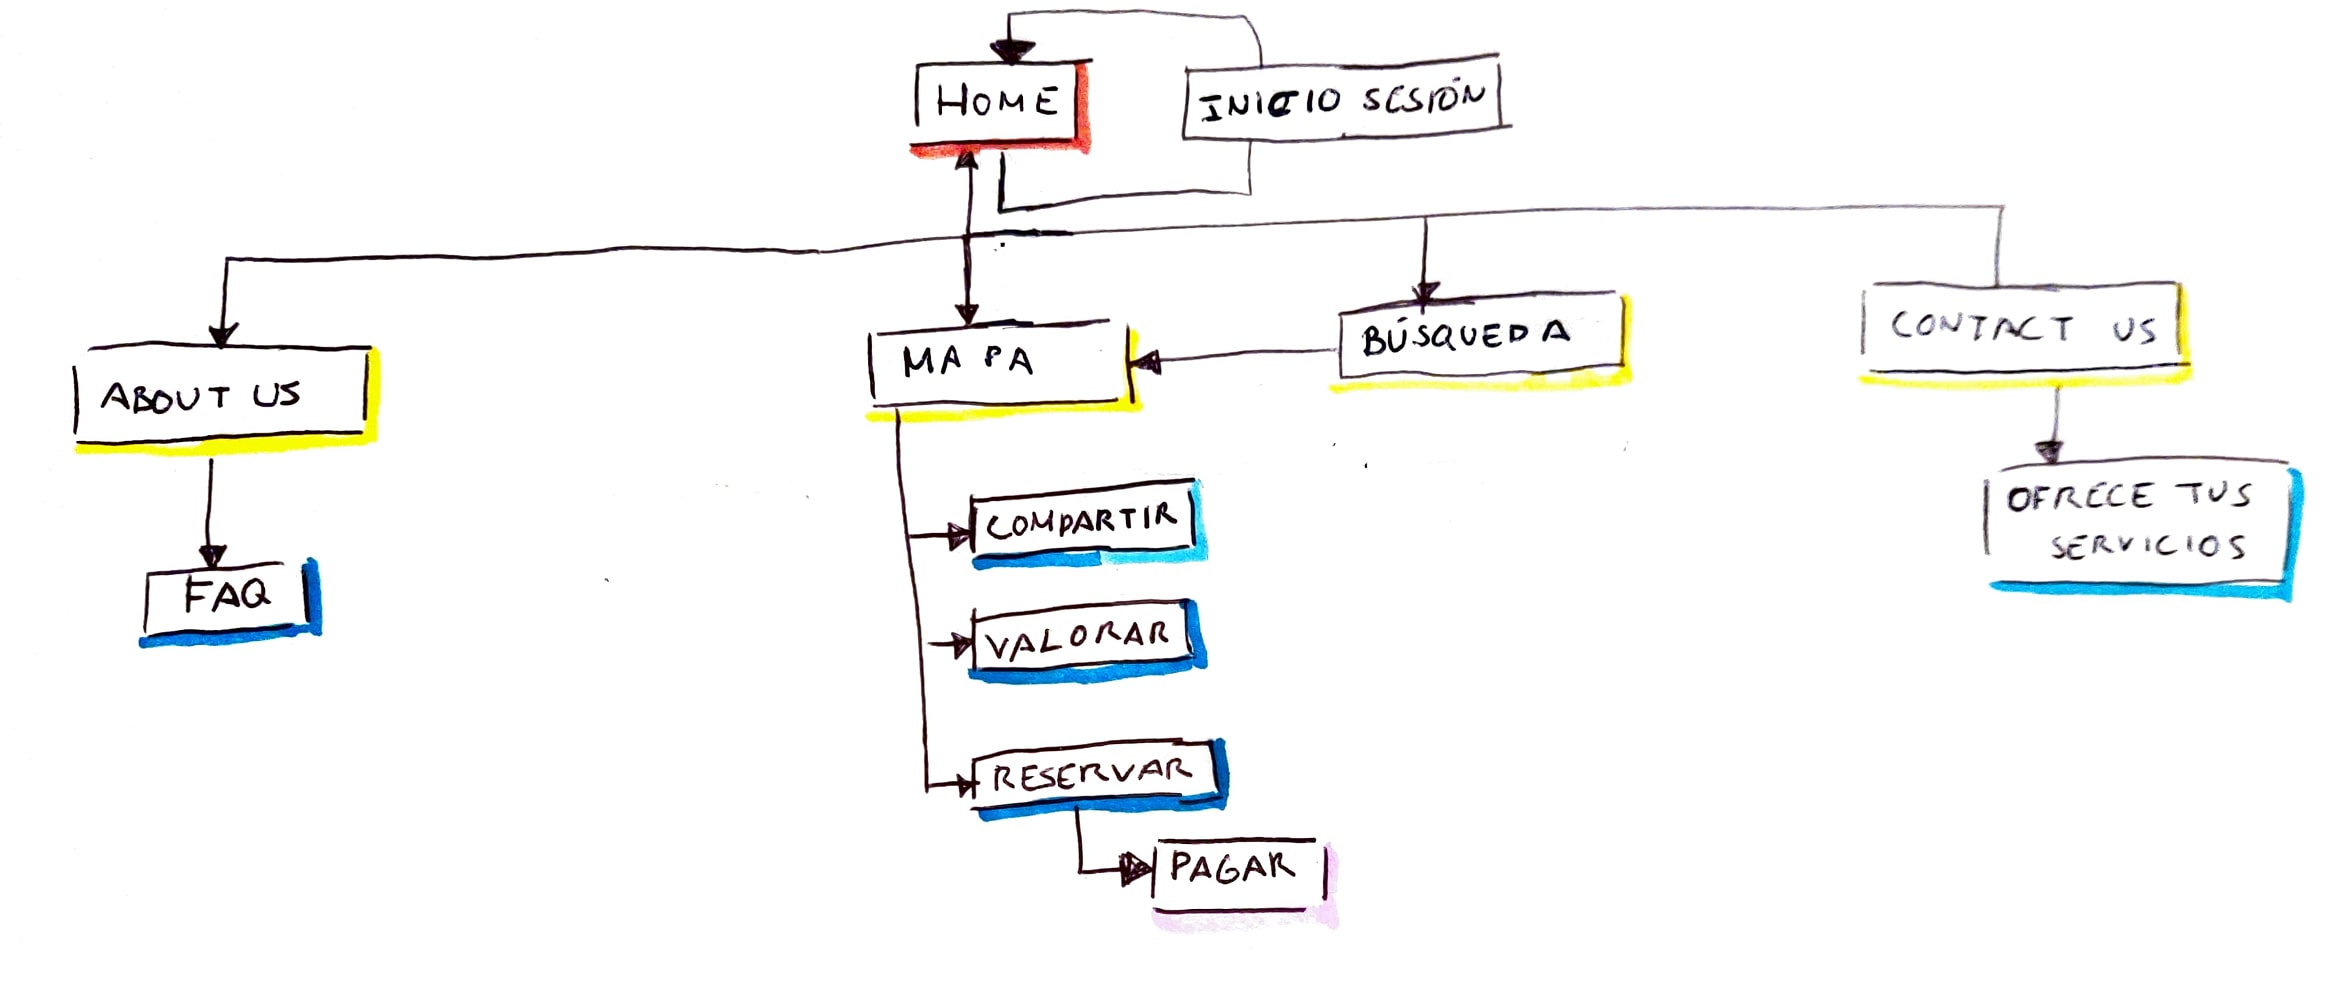 HOME
INICIO SESIÓN
ABOUT US
MAPA
BÚSQUEDA
CONTACT US
FAQ
COMPARTIR
VALORAR
RESERVAR
PAGAR
OFRECE TUS
SERVICIOS